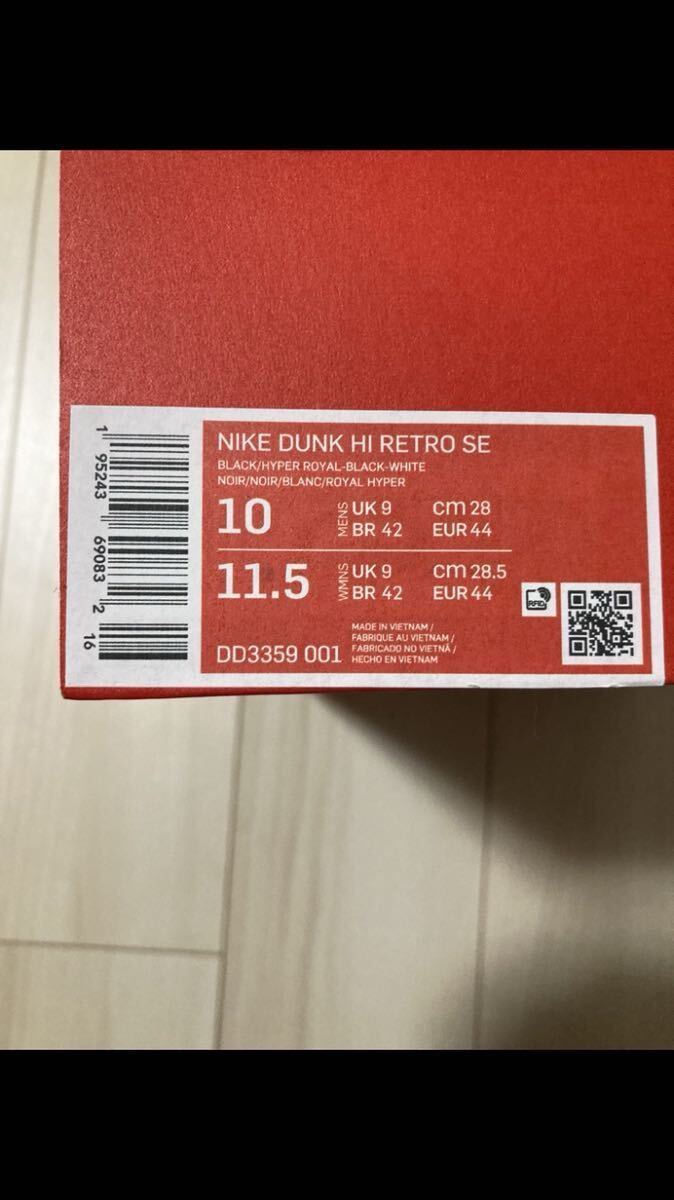 NIKE DUNK HI RETRO SE
BLACK/HYPER ROYAL-BLACK-WHITE
NOIR/NOIR/BLANC/ROYAL HYPER
10 MENS UK 9 cm 28
BR 42 EUR 44
11.5 WMNS UK 9 cm 28.5
BR 42 EUR 44
DD3359 001
MADE IN VIETNAM /
FABRIQUE AU VIETNAM /
FABRICADO NO VIETNÃ /
HECHO EN VIETNAM
RFID
1 95243 69083 2 16